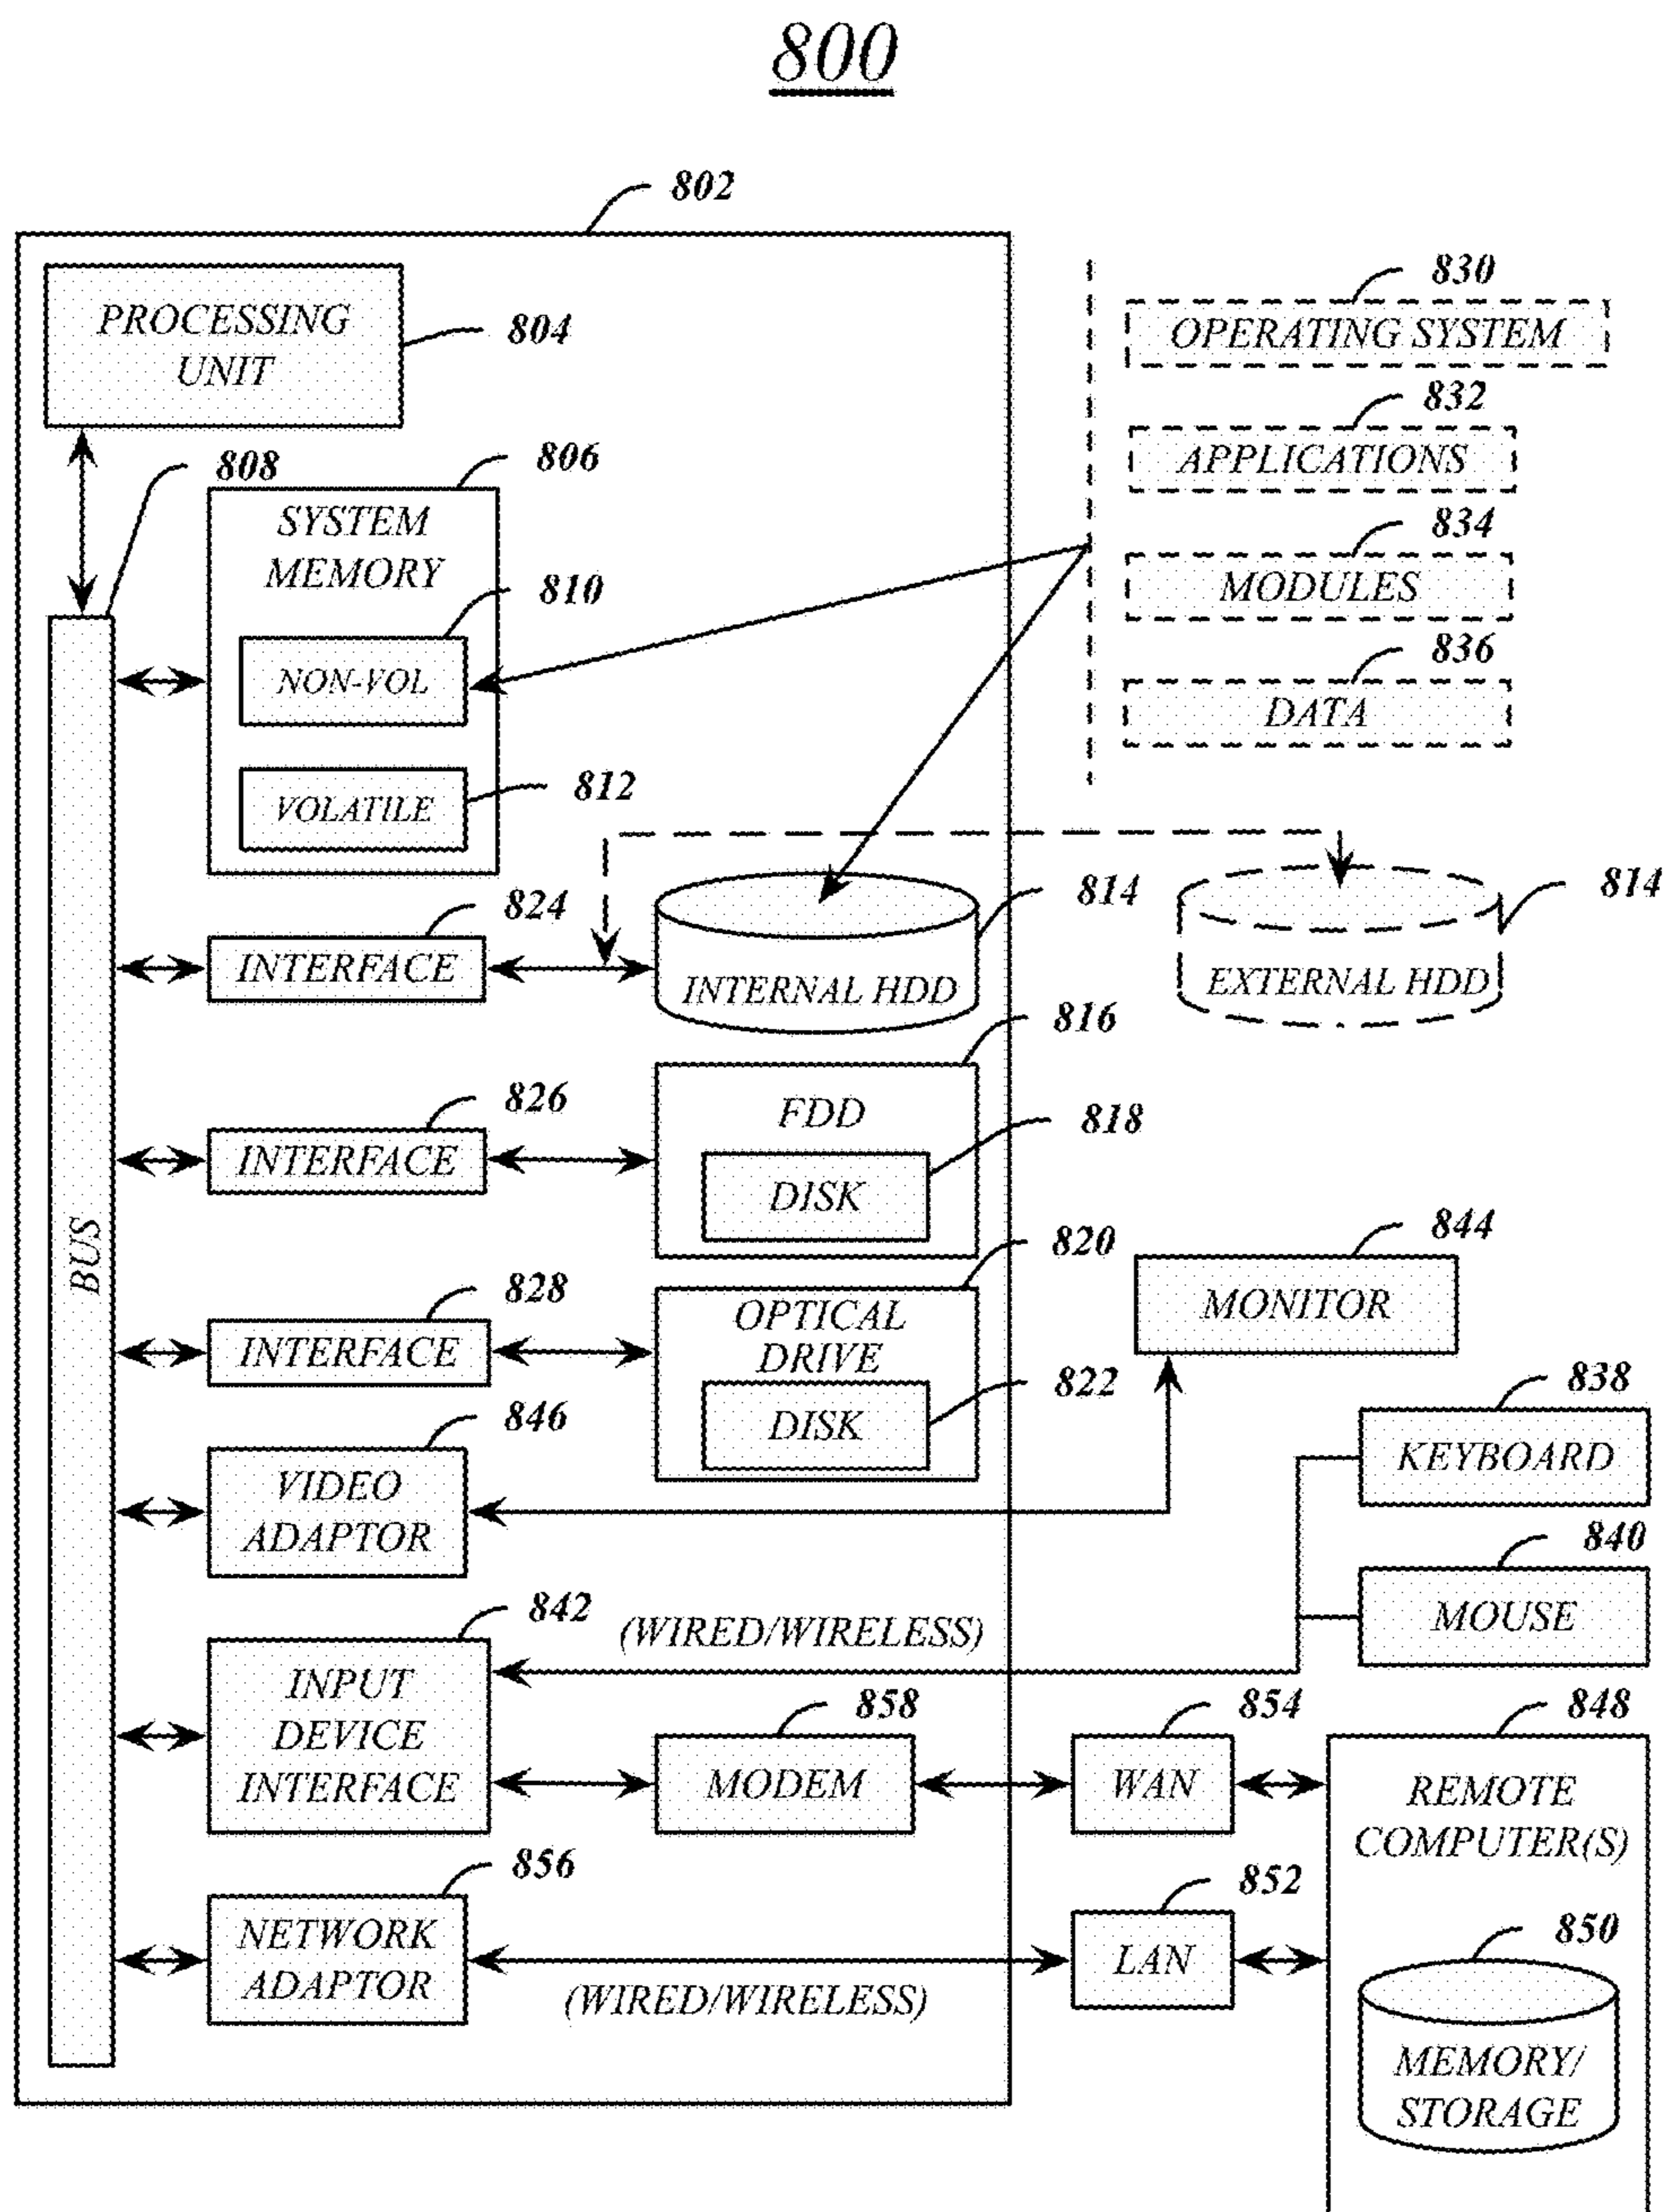 800
802
PROCESSING
UNIT
804
830
OPERATING SYSTEM
832
APPLICATIONS
834
MODULES
836
DATA
808
806
SYSTEM
MEMORY
810
NON-VOL
812
VOLATILE
824
INTERFACE
814
INTERNAL HDD
814
EXTERNAL HDD
816
FDD
818
DISK
826
INTERFACE
BUS
820
OPTICAL
DRIVE
822
DISK
828
INTERFACE
844
MONITOR
846
VIDEO
ADAPTOR
838
KEYBOARD
840
MOUSE
842
INPUT
DEVICE
INTERFACE
(WIRED/WIRELESS)
858
MODEM
854
WAN
848
REMOTE
COMPUTER(S)
856
NETWORK
ADAPTOR
(WIRED/WIRELESS)
852
LAN
850
MEMORY/
STORAGE